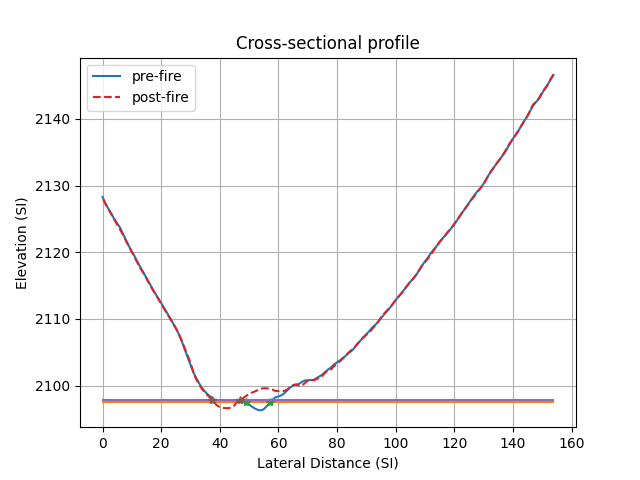 Cross-sectional profile
pre-fire
post-fire
2140
2130
2120
2110
2100
Elevation (SI)
0 20 40 60 80 100 120 140 160
Lateral Distance (SI)